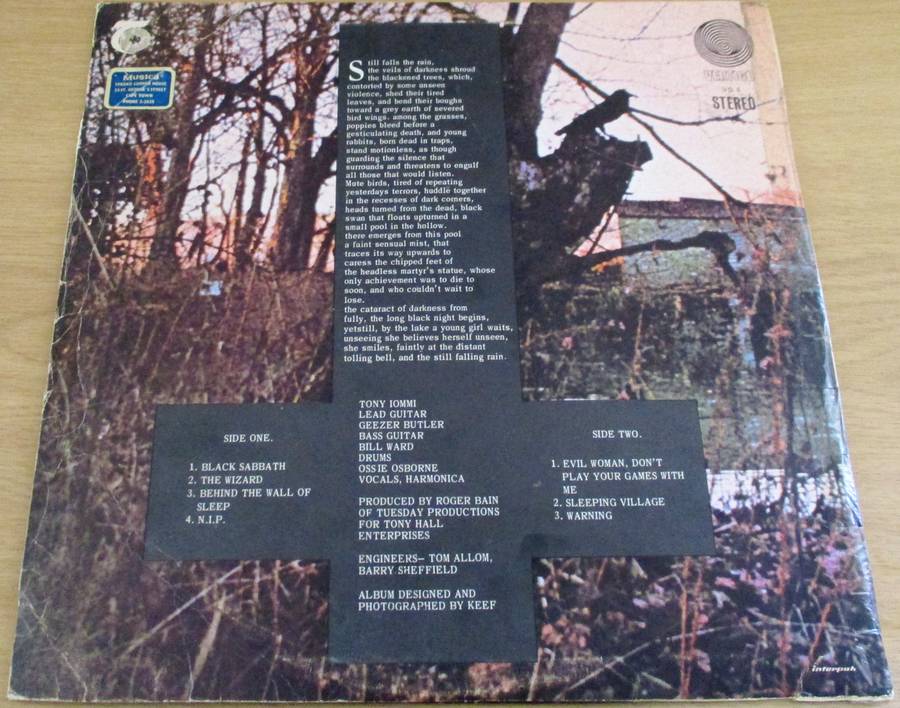 Musica
CAPE TOWN
VERTIGO
VO 6
STEREO
Still falls the rain,
the veils of darkness shroud
the blackened trees, which,
contorted by some unseen
violence, shed their tired
leaves, and bend their boughs
toward a grey earth of severed
bird wings. among the grasses,
poppies bleed before a
gesticulating death, and young
rabbits, born dead in traps,
stand motionless, as though
guarding the silence that
surrounds and threatens to engulf
all those that would listen.
Mute birds, tired of repeating
yesterdays terrors, huddle together
in the recesses of dark corners,
heads turned from the dead, black
swan that floats upturned in a
small pool in the hollow.
there emerges from this pool
a faint sensual mist, that
traces its way upwards to
caress the chipped feet of
the headless martyr's statue, whose
only achievement was to die to
soon, and who couldn't wait to
lose.
the cataract of darkness from
fully, the long black night begins,
yetstill, by the lake a young girl waits,
unseeing she believes herself unseen,
she smiles, faintly at the distant
tolling bell, and the still falling rain.
SIDE ONE.
1. BLACK SABBATH
2. THE WIZARD
3. BEHIND THE WALL OF
SLEEP
4. N.I.P.
TONY IOMMI
LEAD GUITAR
GEEZER BUTLER
BASS GUITAR
BILL WARD
DRUMS
OSSIE OSBORNE
VOCALS, HARMONICA
PRODUCED BY ROGER BAIN
OF TUESDAY PRODUCTIONS
FOR TONY HALL
ENTERPRISES
ENGINEERS— TOM ALLOM,
BARRY SHEFFIELD
ALBUM DESIGNED AND
PHOTOGRAPHED BY KEEF
SIDE TWO.
1. EVIL WOMAN, DON'T
PLAY YOUR GAMES WITH
ME
2. SLEEPING VILLAGE
3. WARNING
interpak